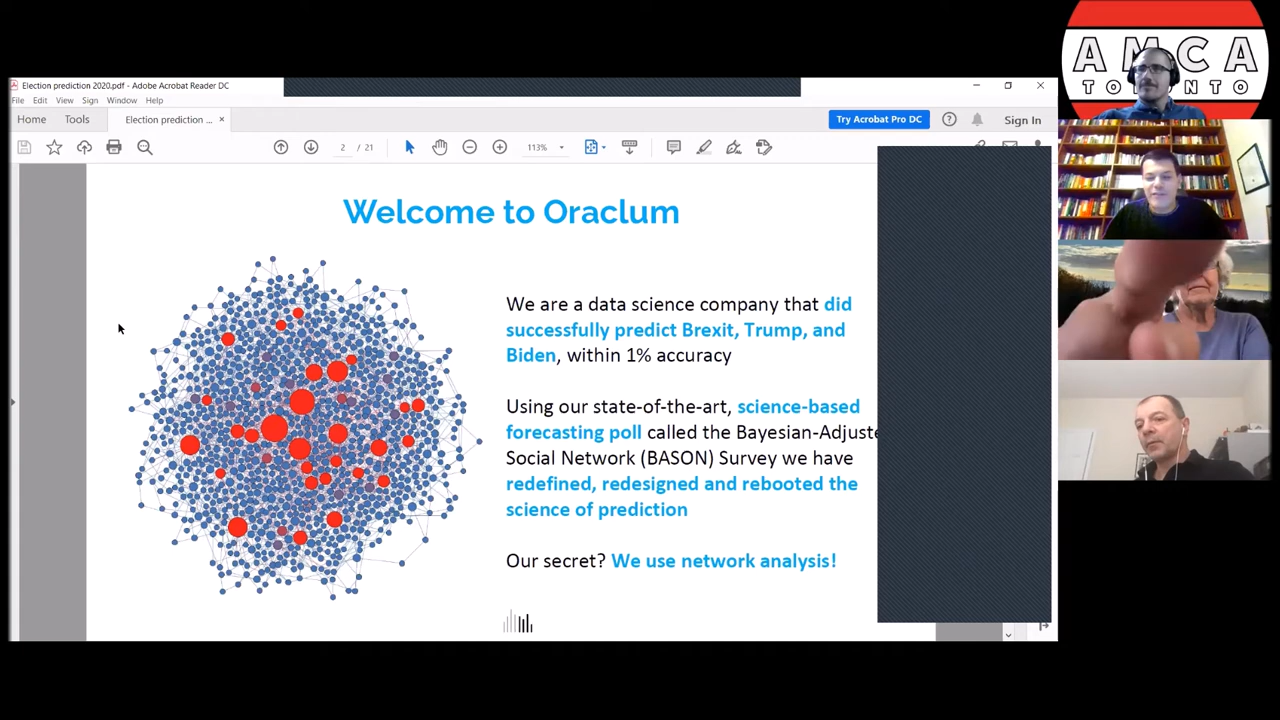 Election prediction 2020.pdf - Adobe Acrobat Reader DC
File Edit View Sign Window Help
Home Tools Election prediction ... × Try Acrobat Pro DC Sign In
2 / 21 113%
Welcome to Oraclum
We are a data science company that did
successfully predict Brexit, Trump, and
Biden, within 1% accuracy
Using our state-of-the-art, science-based
forecasting poll called the Bayesian-Adjuste
Social Network (BASON) Survey we have
redefined, redesigned and rebooted the
science of prediction
Our secret? We use network analysis!
AMCA
TORONTO